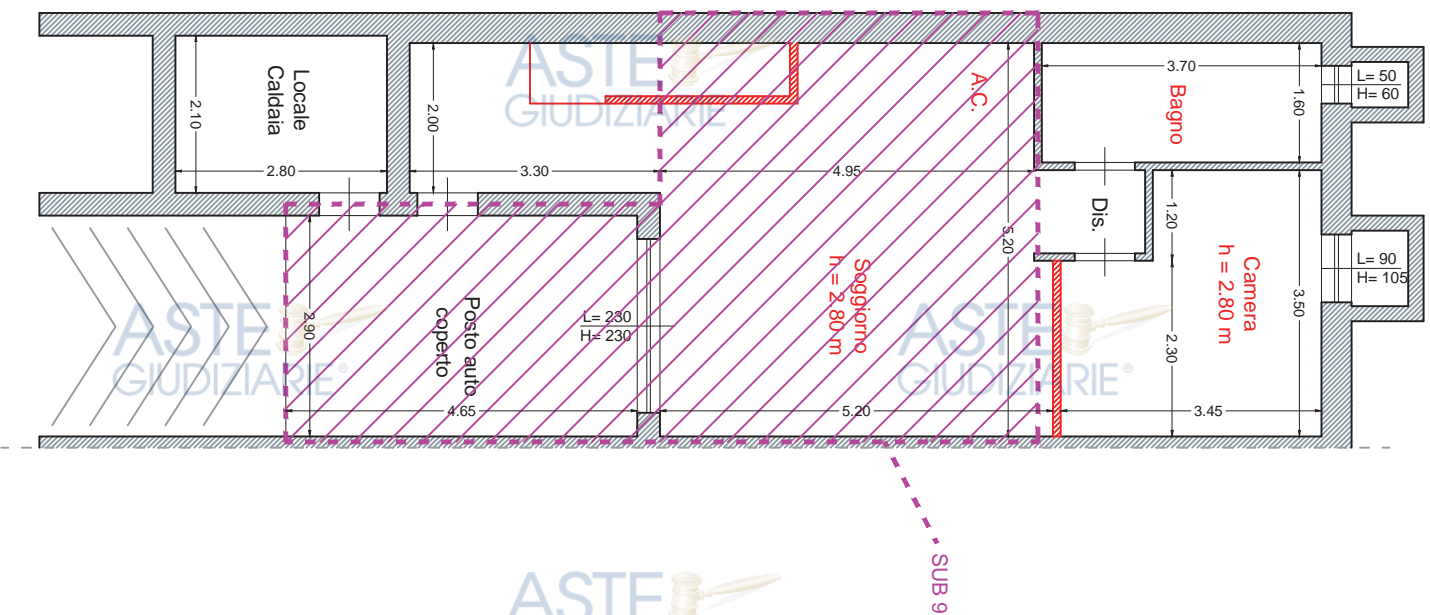 ASTE
GIUDIZIARIE
Locale
Caldaia
2.10
2.80
2.00
3.30
4.95
5.20
A.C.
3.70
Bagno
1.60
L= 50
H= 60
Dis.
1.20
Camera
h = 2.80 m
3.50
L= 90
H= 105
2.30
3.45
Soggiorno
h = 2.80 m
5.20
L= 230
H= 230
Posto auto
coperto
2.90
4.65
ASTE
GIUDIZIARIE®
ASTE
GIUDIZIARIE®
SUB 9
ASTE